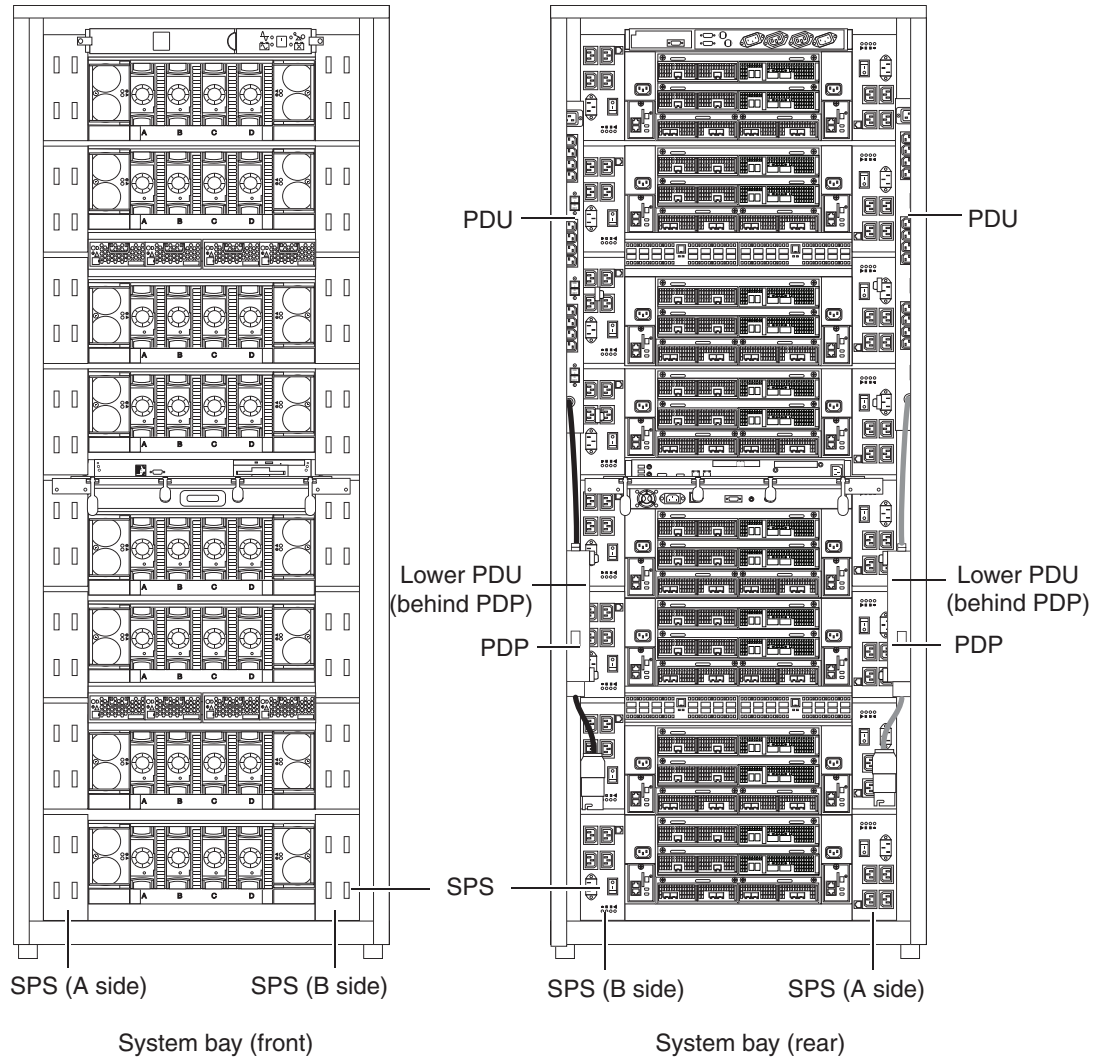 A B C D
A B C D
PDU PDU
A B C D
A B C D
A B C D
Lower PDU
(behind PDP)
Lower PDU
(behind PDP)
A B C D
PDP PDP
A B C D
SPS
A B C D
SPS (A side) SPS (B side) SPS (B side) SPS (A side)
System bay (front) System bay (rear)